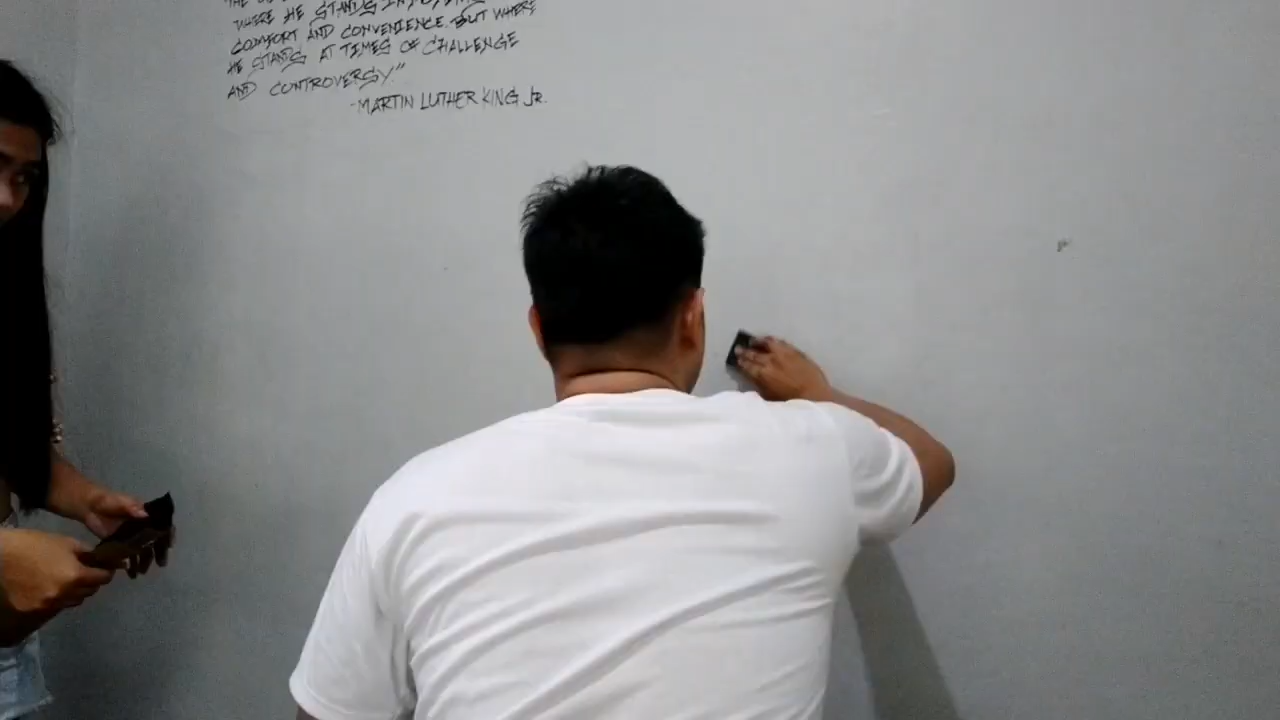 WHERE HE STANDS IN
COMFORT AND CONVENIENCE, BUT WHERE
HE STANDS AT TIMES OF CHALLENGE
AND CONTROVERSY."
-MARTIN LUTHER KING JR.